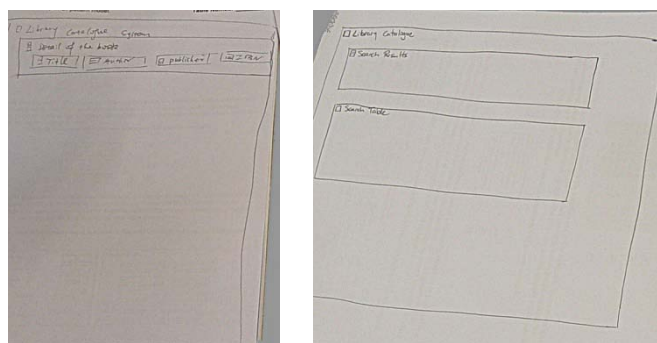 Library Catalogue System
Detail of the books
Title Author publisher ISBN
Library Catalogue
Search Results
Search Table